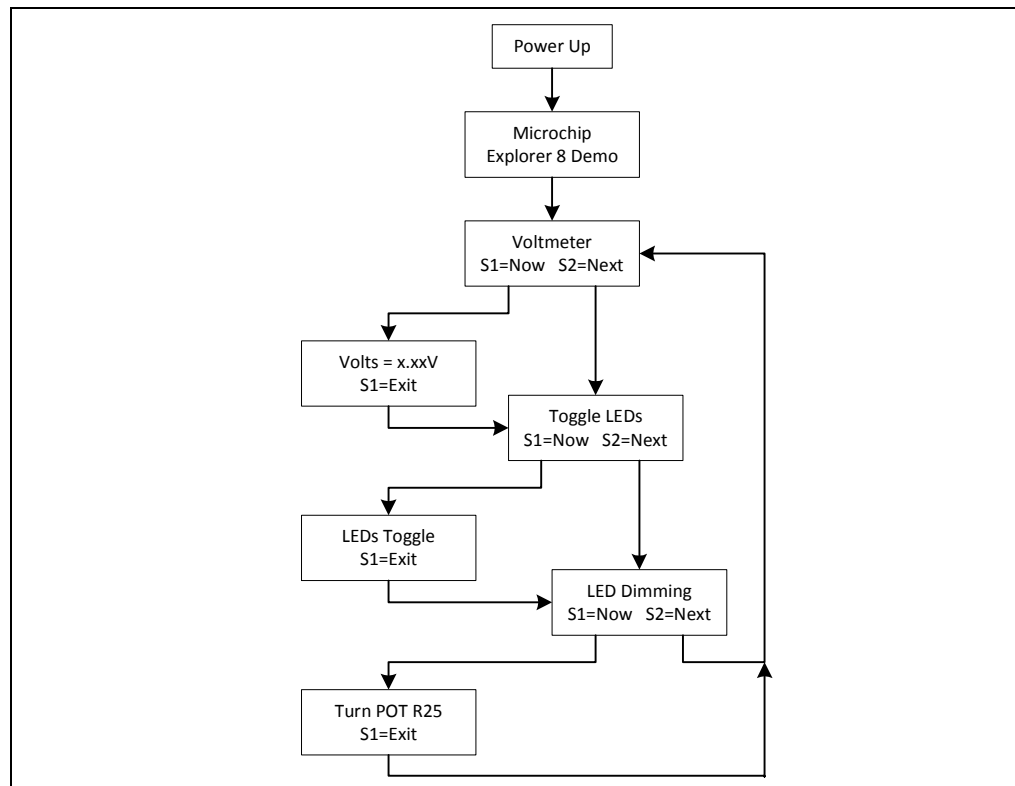 Power Up
Microchip
Explorer 8 Demo
Voltmeter
S1=Now S2=Next
Volts = x.xxV
S1=Exit
Toggle LEDs
S1=Now S2=Next
LEDs Toggle
S1=Exit
LED Dimming
S1=Now S2=Next
Turn POT R25
S1=Exit